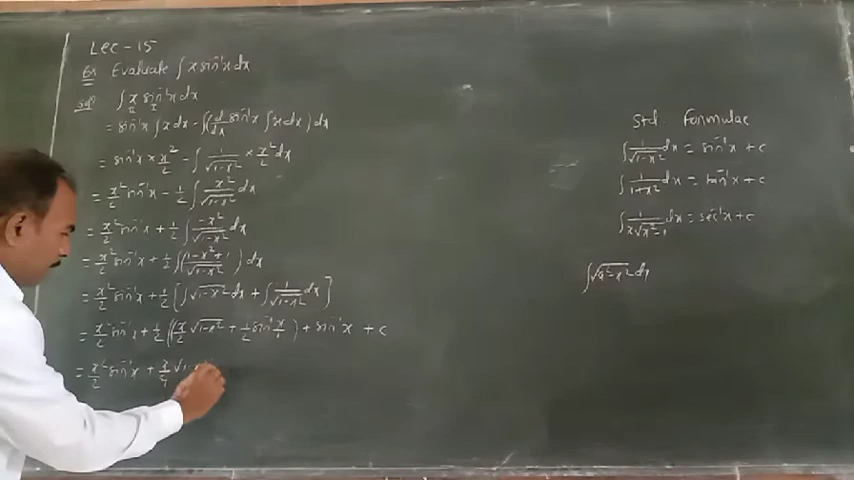 Lec - 15
Ex Evaluate ∫ x sin⁻¹x dx
Solⁿ ∫ x sin⁻¹x dx
II I
= sin⁻¹x ∫ x dx - ∫ ( d/dx sin⁻¹x ∫ x dx ) dx
= sin⁻¹x × x²/2 - ∫ 1/√(1-x²) × x²/2 dx
= x²/2 sin⁻¹x - 1/2 ∫ x²/√(1-x²) dx
= x²/2 sin⁻¹x + 1/2 ∫ -x²/√(1-x²) dx
= x²/2 sin⁻¹x + 1/2 ∫ ( (1-x²+1)/√(1-x²) ) dx
= x²/2 sin⁻¹x + 1/2 [ ∫ √(1-x²) dx + ∫ 1/√(1-x²) dx ]
= x²/2 sin⁻¹x + 1/2 ( ( x/2 √(1-x²) + 1/2 sin⁻¹ x/1 ) + sin⁻¹x + c
= x²/2 sin⁻¹x + x/4 √1-
Std. Formulae
∫ 1/√(1-x²) dx = sin⁻¹x + c
∫ 1/(1+x²) dx = tan⁻¹x + c
∫ 1/(x√(x²-1)) dx = sec⁻¹x + c
∫ √(a²-x²) dx